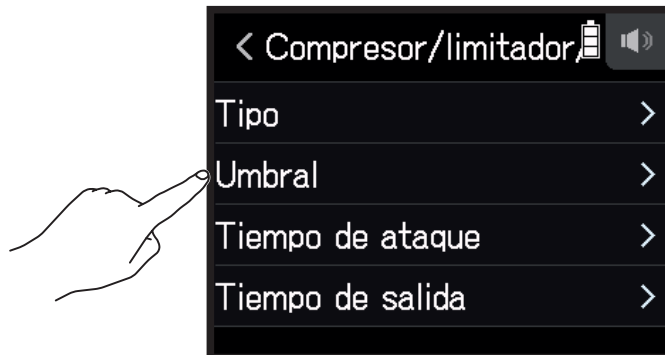 Compresor/limitador/
Tipo
Umbral
Tiempo de ataque
Tiempo de salida